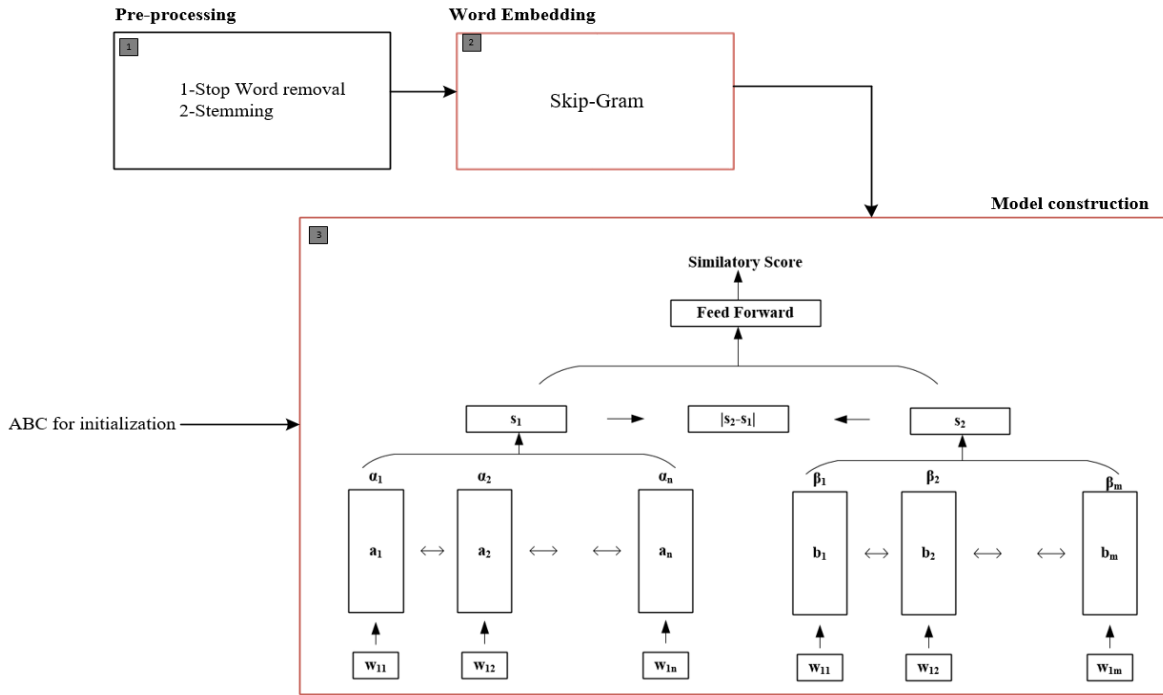 Pre-processing
Word Embedding
1
2
1-Stop Word removal
2-Stemming
Skip-Gram
Model construction
3
Similatory Score
Feed Forward
ABC for initialization
s₁
|s₂-s₁|
s₂
α₁ α₂ αₙ β₁ β₂ βₘ
a₁ a₂ aₙ b₁ b₂ bₘ
w₁₁ w₁₂ w₁ₙ w₁₁ w₁₂ w₁ₘ